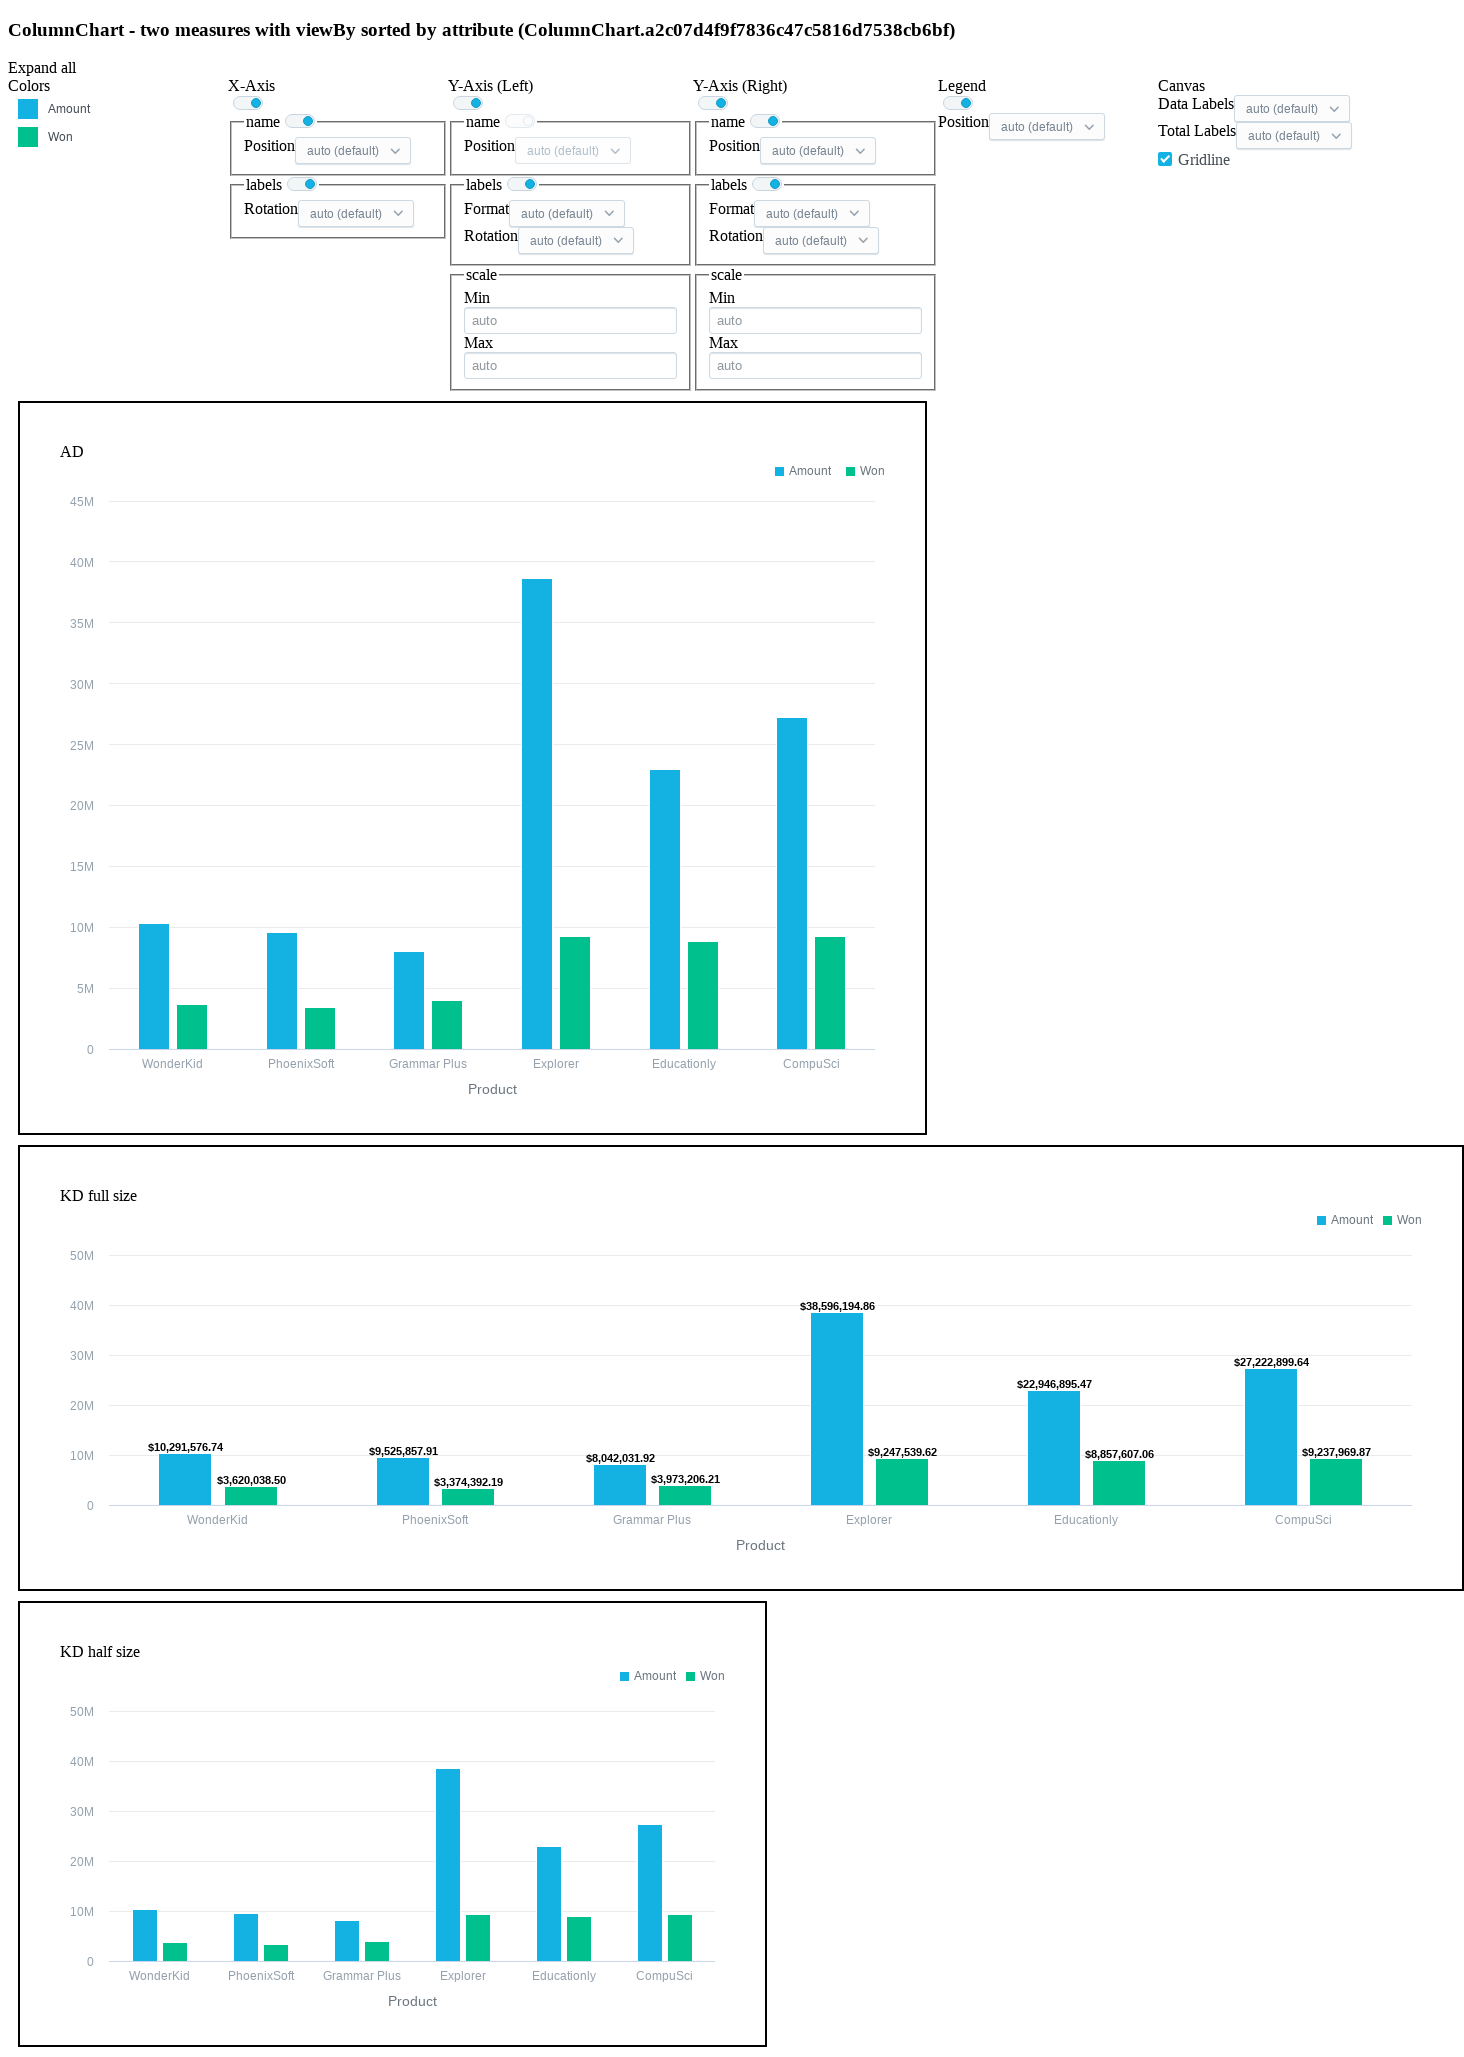 ColumnChart - two measures with viewBy sorted by attribute (ColumnChart.a2c07d4f9f7836c47c5816d7538cb6bf)
Expand all
Colors
Amount
Won
X-Axis
name
Position auto (default)
labels
Rotation auto (default)
Y-Axis (Left)
name
Position auto (default)
labels
Format auto (default)
Rotation auto (default)
scale
Min
auto
Max
auto
Y-Axis (Right)
name
Position auto (default)
labels
Format auto (default)
Rotation auto (default)
scale
Min
auto
Max
auto
Legend
Position auto (default)
Canvas
Data Labels auto (default)
Total Labels auto (default)
Gridline
AD
Amount Won
45M
40M
35M
30M
25M
20M
15M
10M
5M
0
WonderKid PhoenixSoft Grammar Plus Explorer Educationly CompuSci
Product
KD full size
Amount Won
50M
40M
30M
20M
10M
0
$10,291,576.74
$3,620,038.50
$9,525,857.91
$3,374,392.19
$8,042,031.92
$3,973,206.21
$38,596,194.86
$9,247,539.62
$22,946,895.47
$8,857,607.06
$27,222,899.64
$9,237,969.87
WonderKid PhoenixSoft Grammar Plus Explorer Educationly CompuSci
Product
KD half size
Amount Won
50M
40M
30M
20M
10M
0
WonderKid PhoenixSoft Grammar Plus Explorer Educationly CompuSci
Product